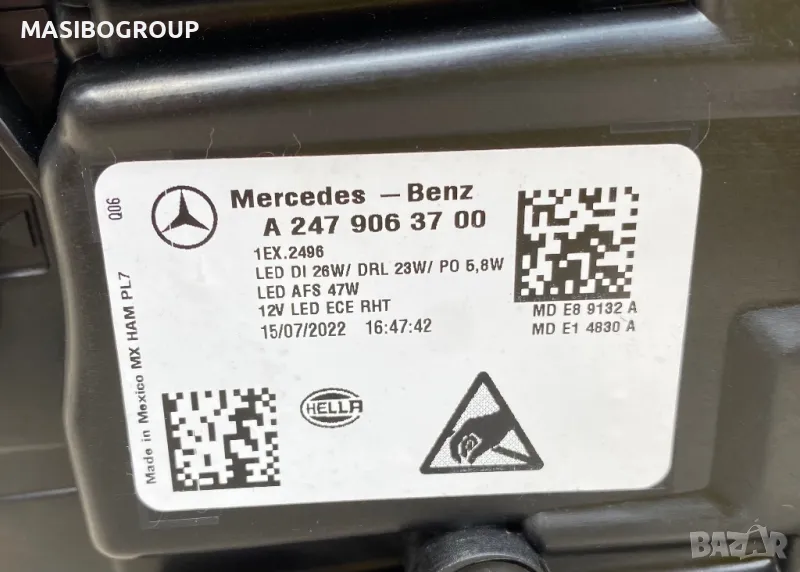 MASIBOGROUP
Mercedes – Benz
A 247 906 3700
1EX.2496
LED DI 26W/ DRL 23W/ PO 5,8W
LED AFS 47W
12V LED ECE RHT
15/07/2022 16:47:42
MD E8 9132 A
MD E1 4830 A
HELLA
Q06
Made in Mexico MX HAM PL7
BAZAR